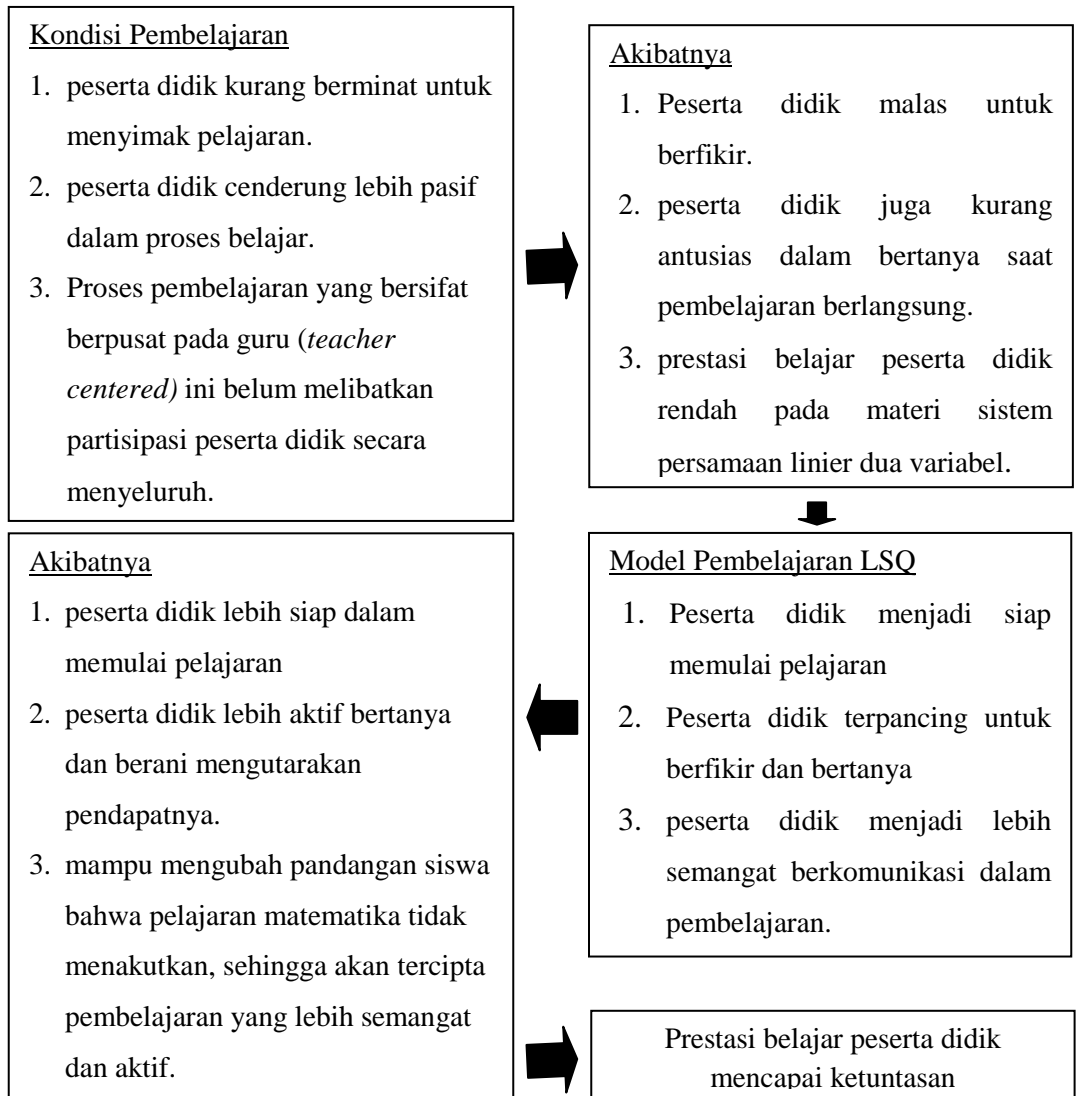 Kondisi Pembelajaran
1. peserta didik kurang berminat untuk
menyimak pelajaran.
2. peserta didik cenderung lebih pasif
dalam proses belajar.
3. Proses pembelajaran yang bersifat
berpusat pada guru (teacher
centered) ini belum melibatkan
partisipasi peserta didik secara
menyeluruh.
Akibatnya
1. Peserta didik malas untuk
berfikir.
2. peserta didik juga kurang
antusias dalam bertanya saat
pembelajaran berlangsung.
3. prestasi belajar peserta didik
rendah pada materi sistem
persamaan linier dua variabel.
Model Pembelajaran LSQ
1. Peserta didik menjadi siap
memulai pelajaran
2. Peserta didik terpancing untuk
berfikir dan bertanya
3. peserta didik menjadi lebih
semangat berkomunikasi dalam
pembelajaran.
Akibatnya
1. peserta didik lebih siap dalam
memulai pelajaran
2. peserta didik lebih aktif bertanya
dan berani mengutarakan
pendapatnya.
3. mampu mengubah pandangan siswa
bahwa pelajaran matematika tidak
menakutkan, sehingga akan tercipta
pembelajaran yang lebih semangat
dan aktif.
Prestasi belajar peserta didik
mencapai ketuntasan